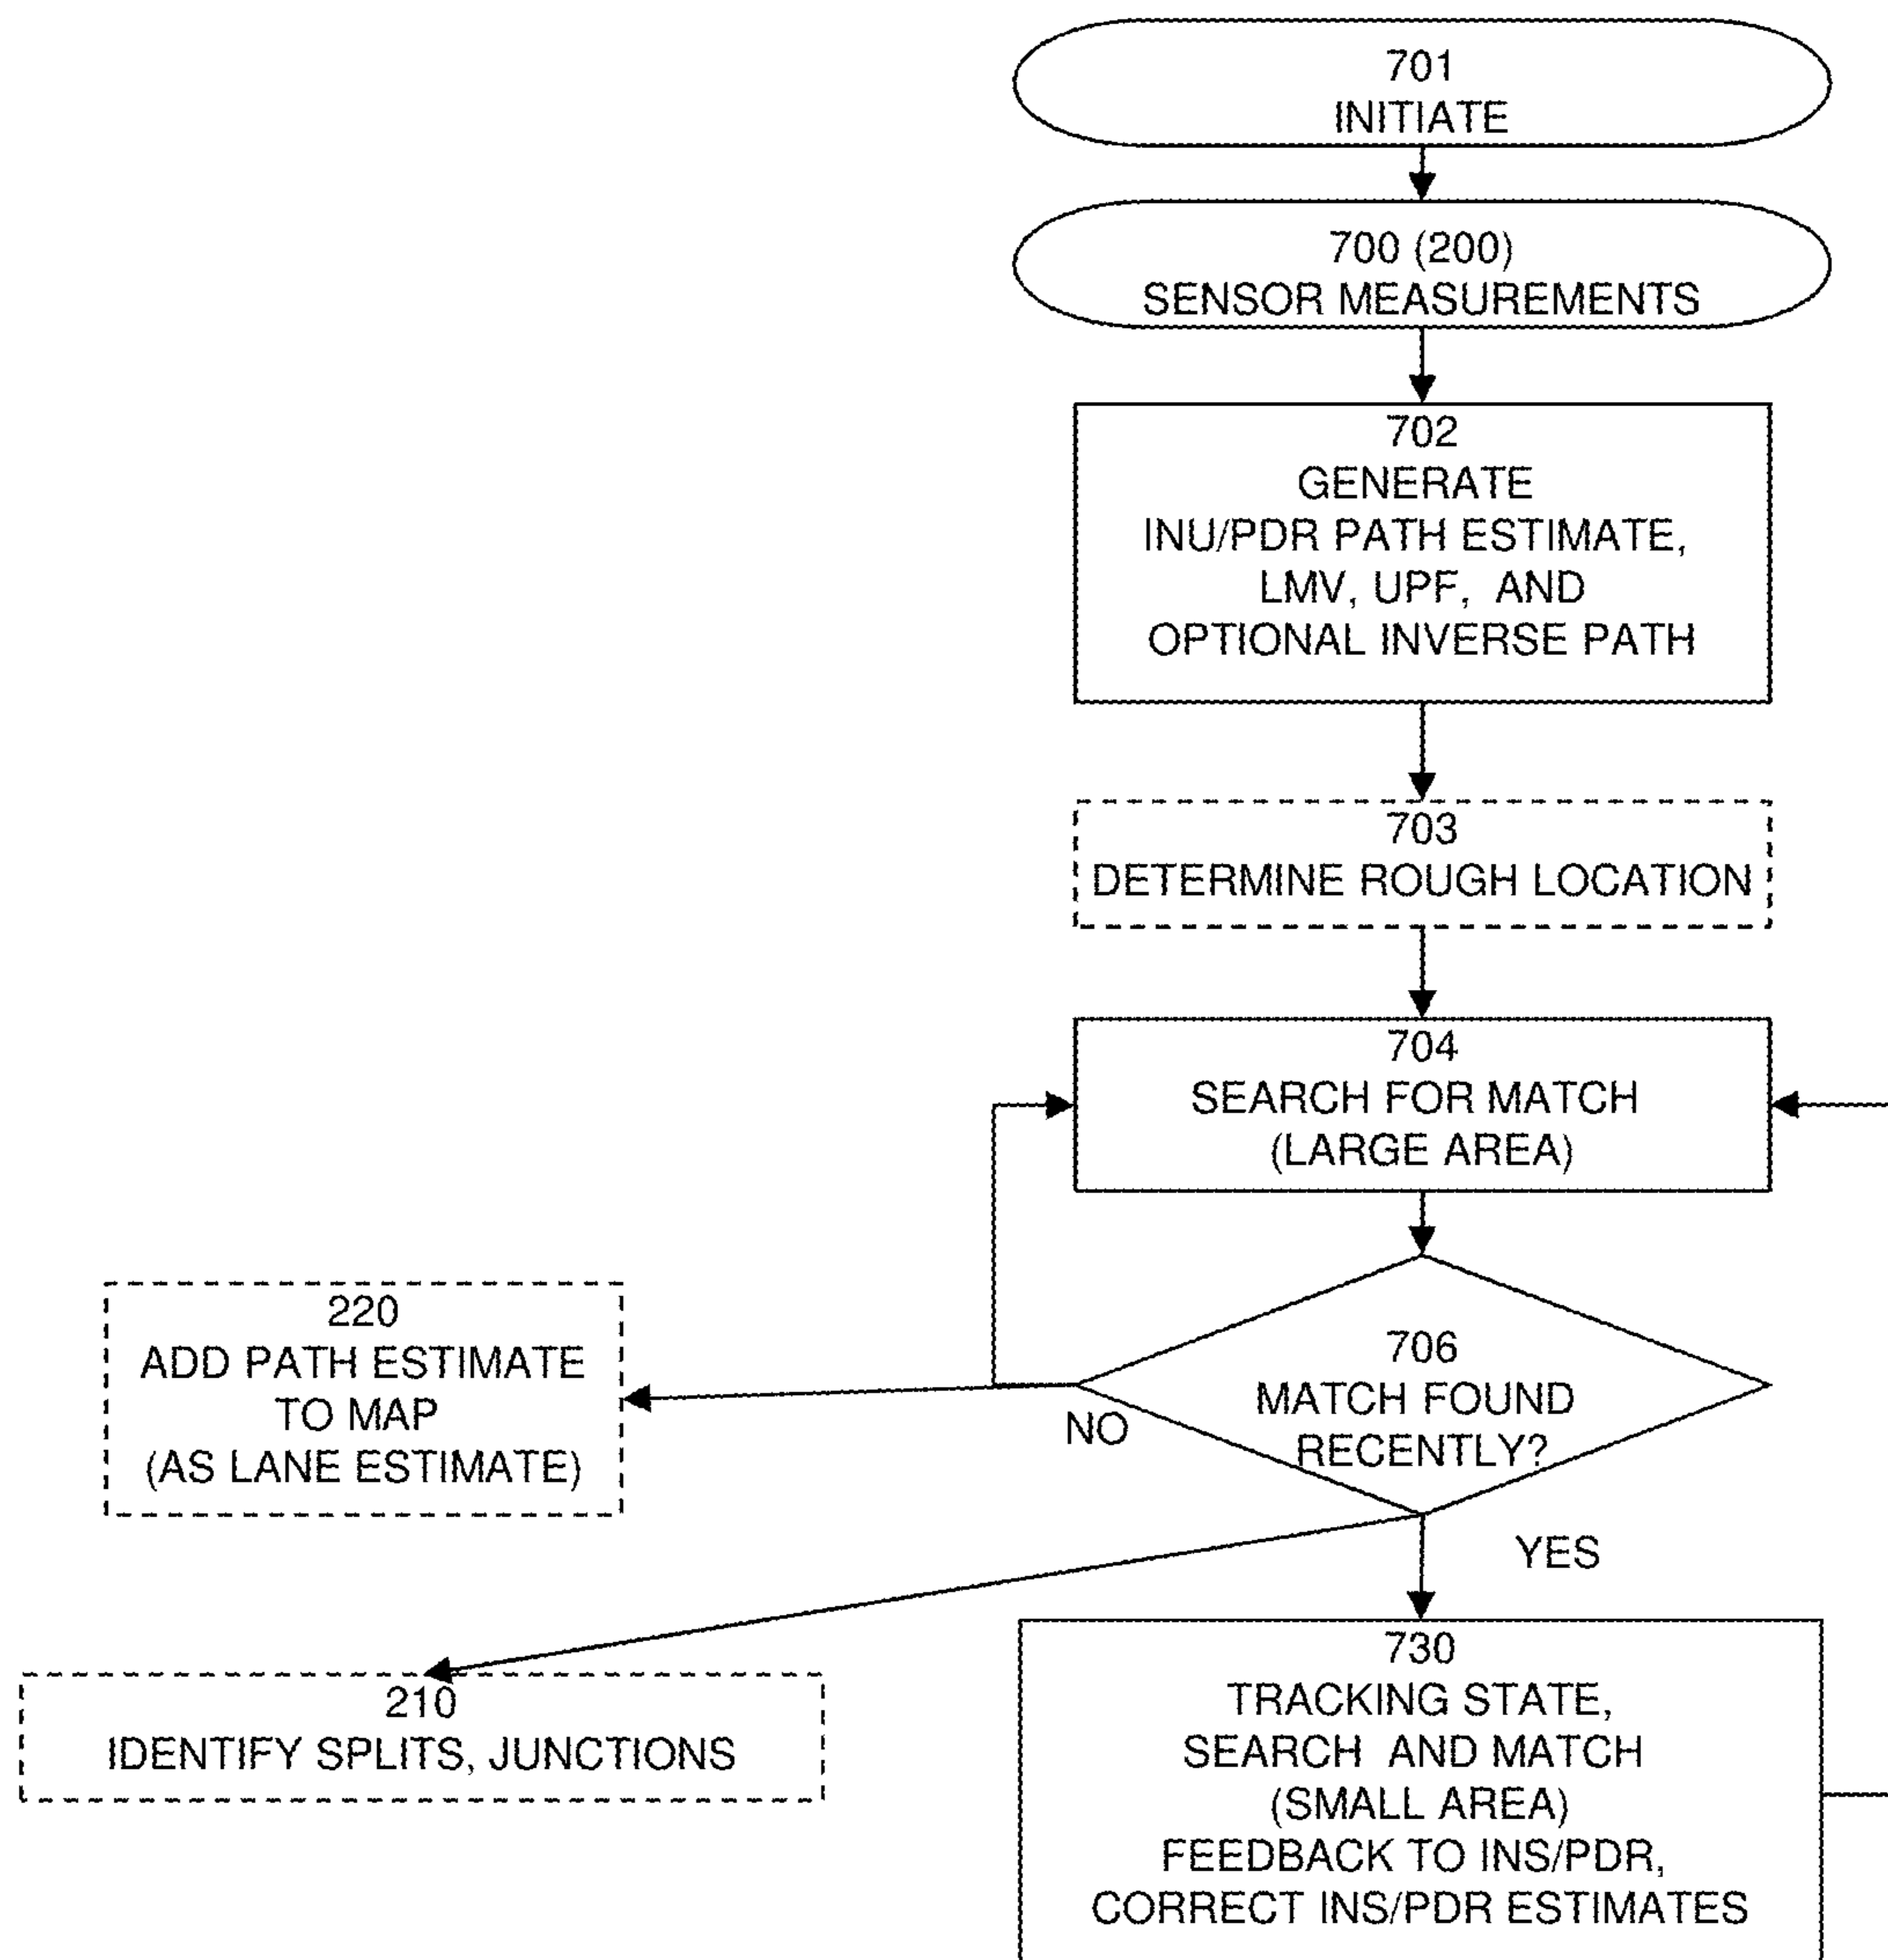 701
INITIATE
700 (200)
SENSOR MEASUREMENTS
702
GENERATE
INU/PDR PATH ESTIMATE,
LMV, UPF, AND
OPTIONAL INVERSE PATH
703
DETERMINE ROUGH LOCATION
704
SEARCH FOR MATCH
(LARGE AREA)
706
MATCH FOUND
RECENTLY?
NO
YES
220
ADD PATH ESTIMATE
TO MAP
(AS LANE ESTIMATE)
210
IDENTIFY SPLITS, JUNCTIONS
730
TRACKING STATE,
SEARCH AND MATCH
(SMALL AREA)
FEEDBACK TO INS/PDR,
CORRECT INS/PDR ESTIMATES